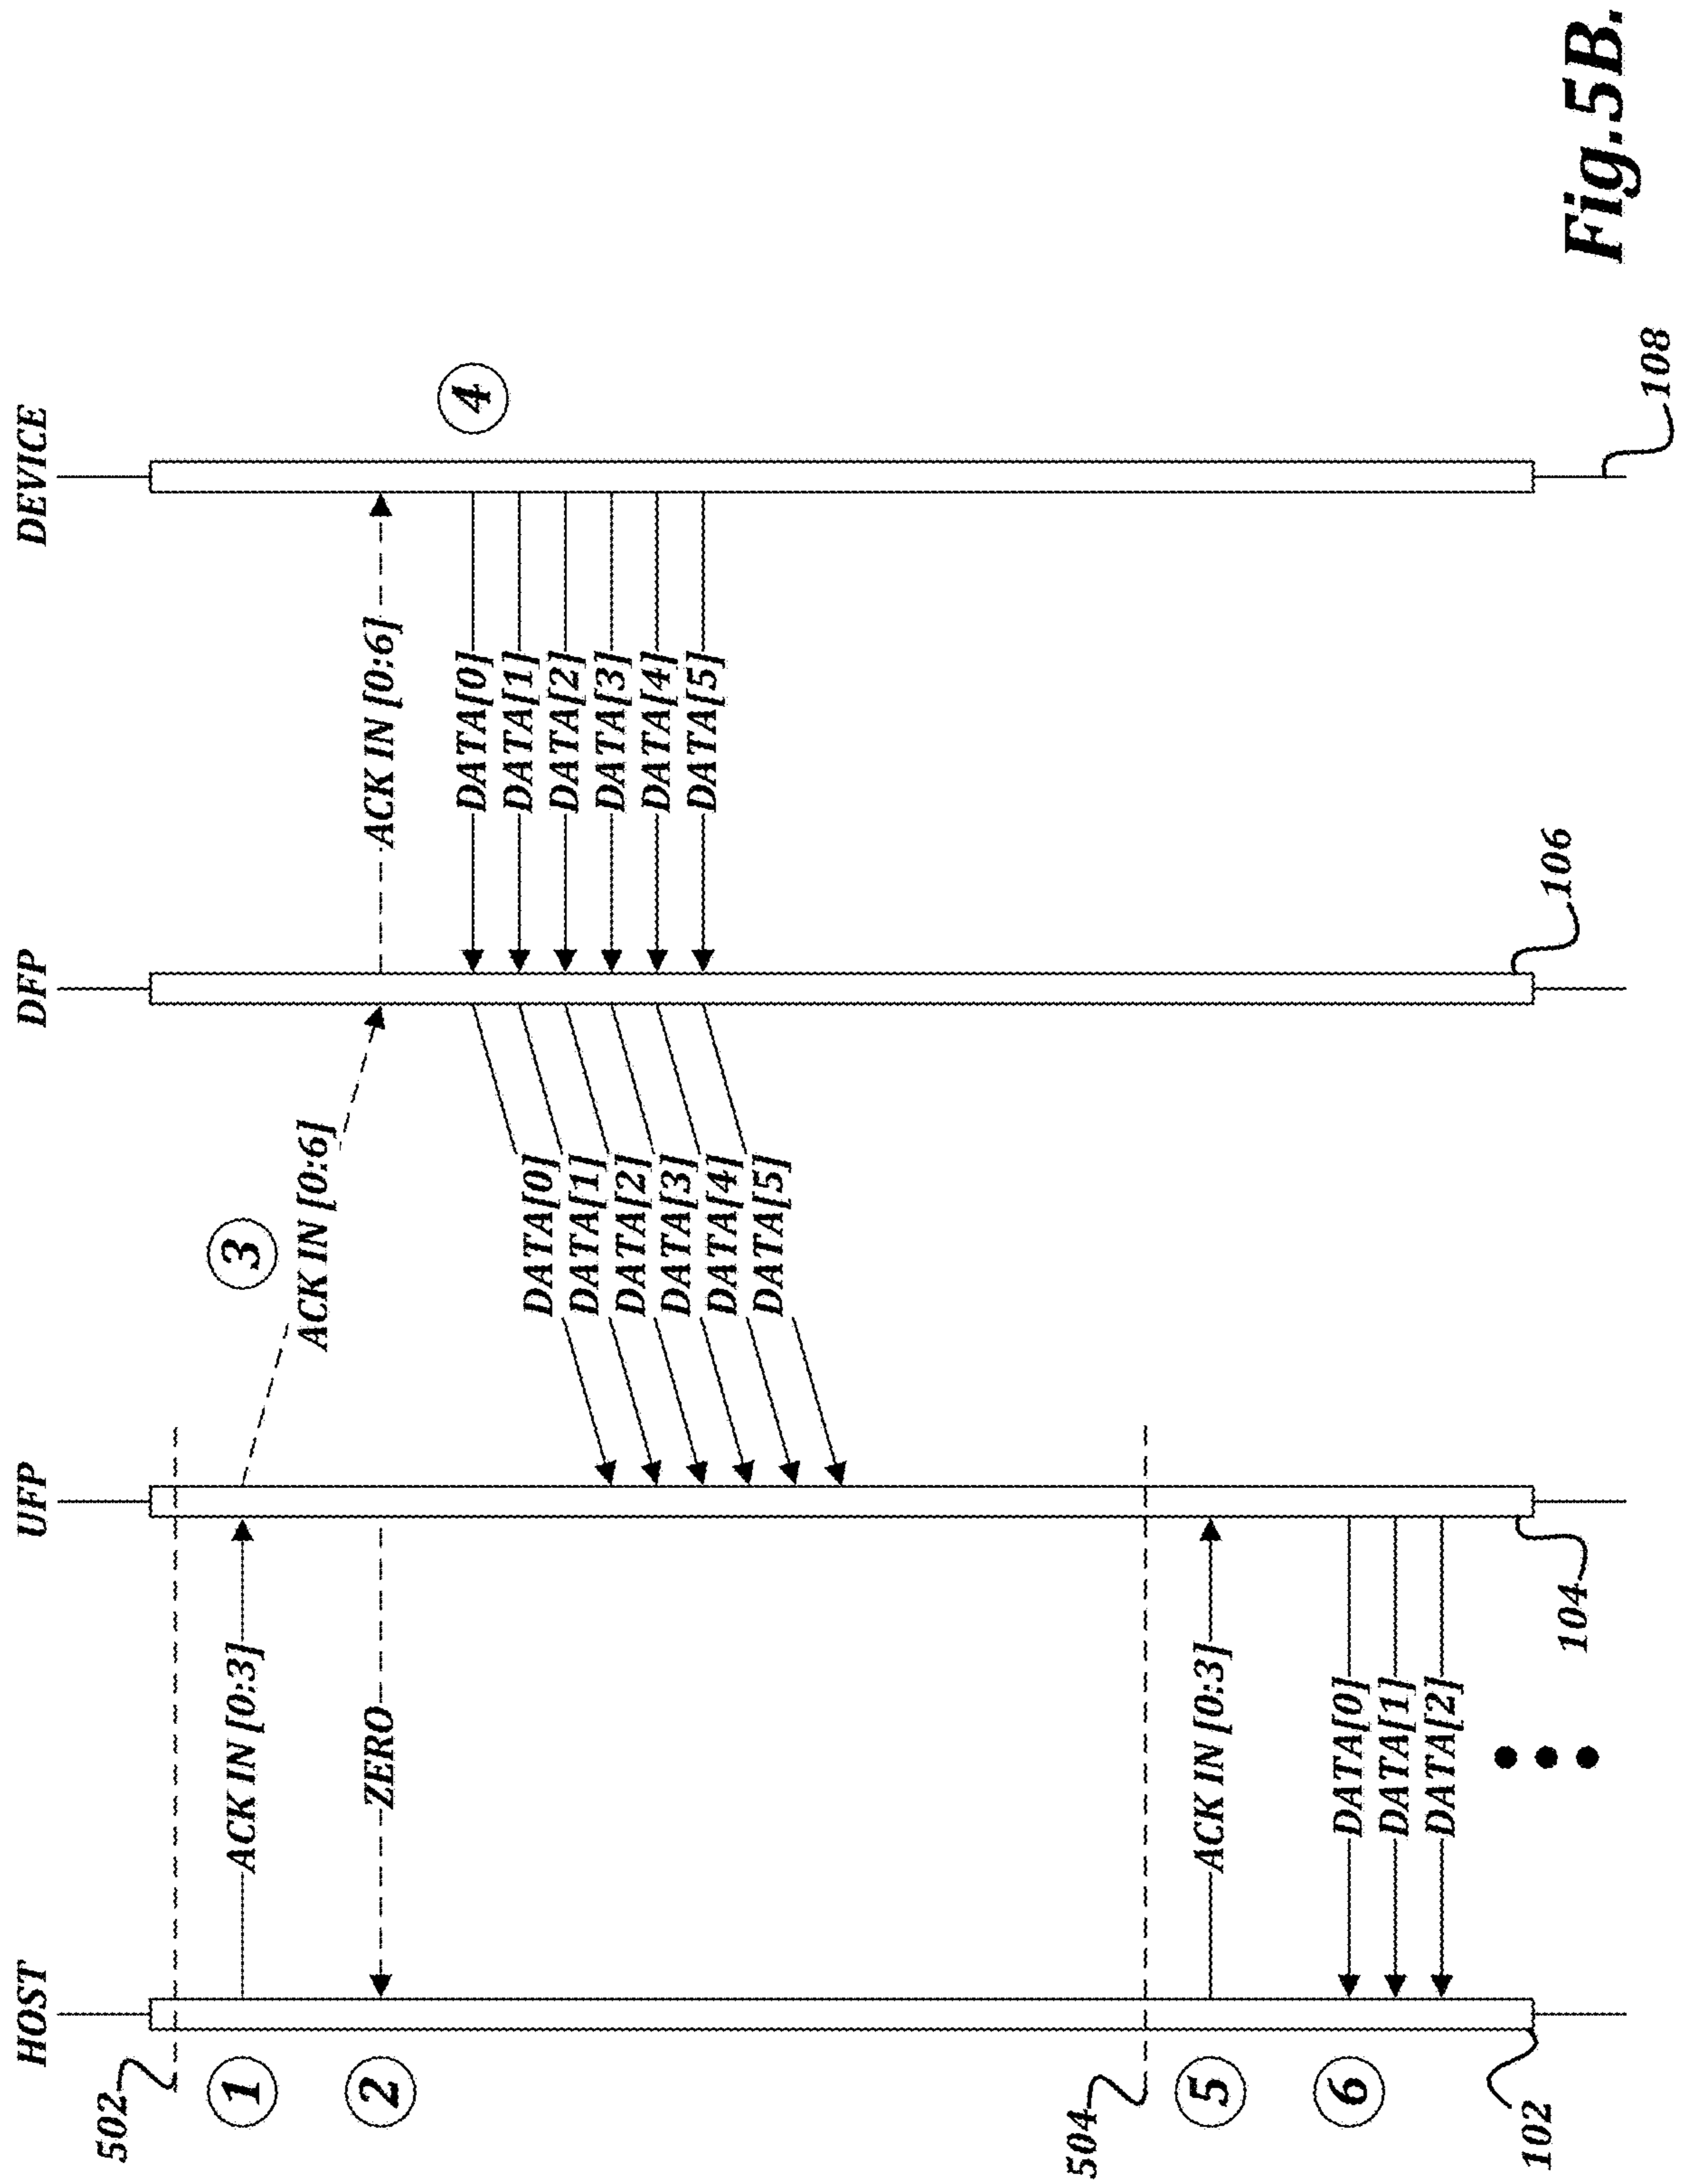 HOST
UFP
DFP
DEVICE
502
1
ACK IN [0:3]
3
ACK IN [0:6]
2
ZERO
ACK IN [0:6]
4
DATA[0]
DATA[1]
DATA[2]
DATA[3]
DATA[4]
DATA[5]
DATA[0]
DATA[1]
DATA[2]
DATA[3]
DATA[4]
DATA[5]
504
5
ACK IN [0:3]
6
DATA[0]
DATA[1]
DATA[2]
102
104
106
108
Fig.5B.